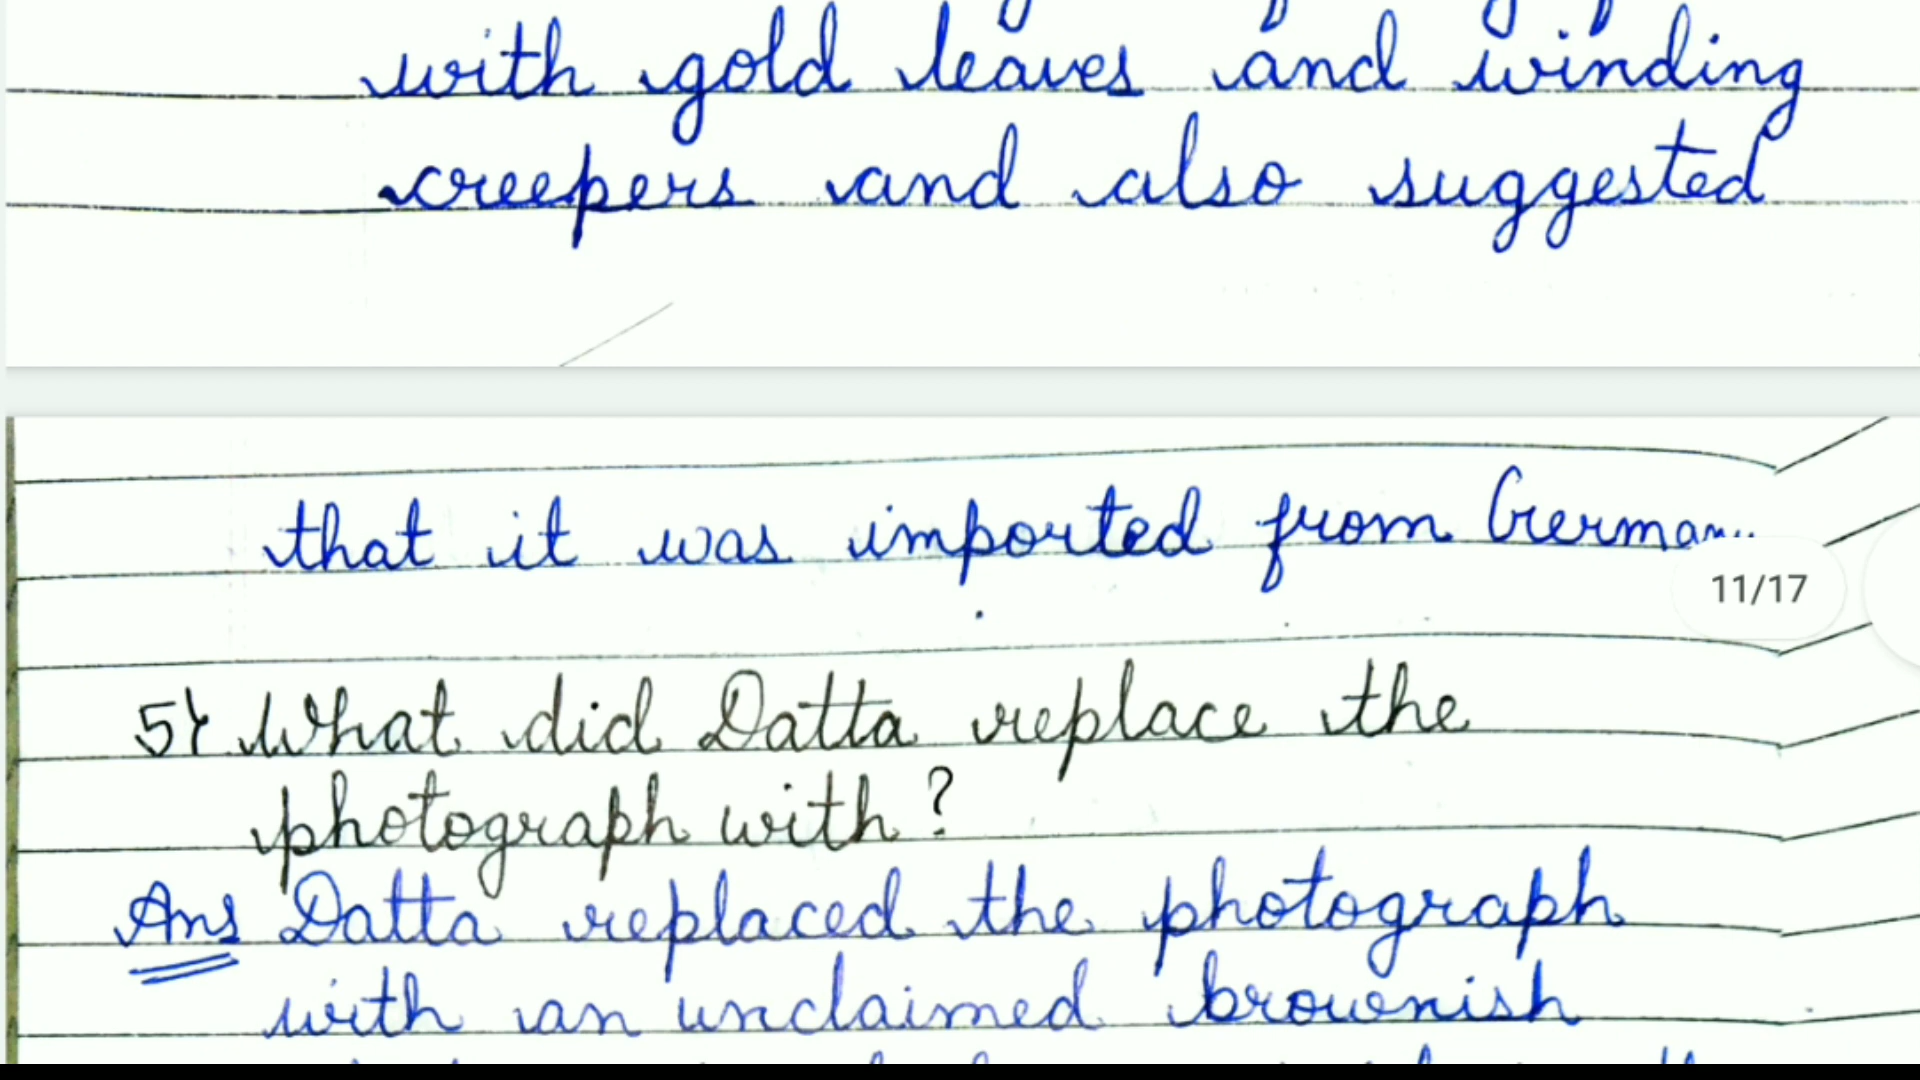 with gold leaves and winding
creepers and also suggested
that it was imported from German
11/17
5) What did Datta replace the
photograph with ?
Ans Datta replaced the photograph
with an unclaimed brownish